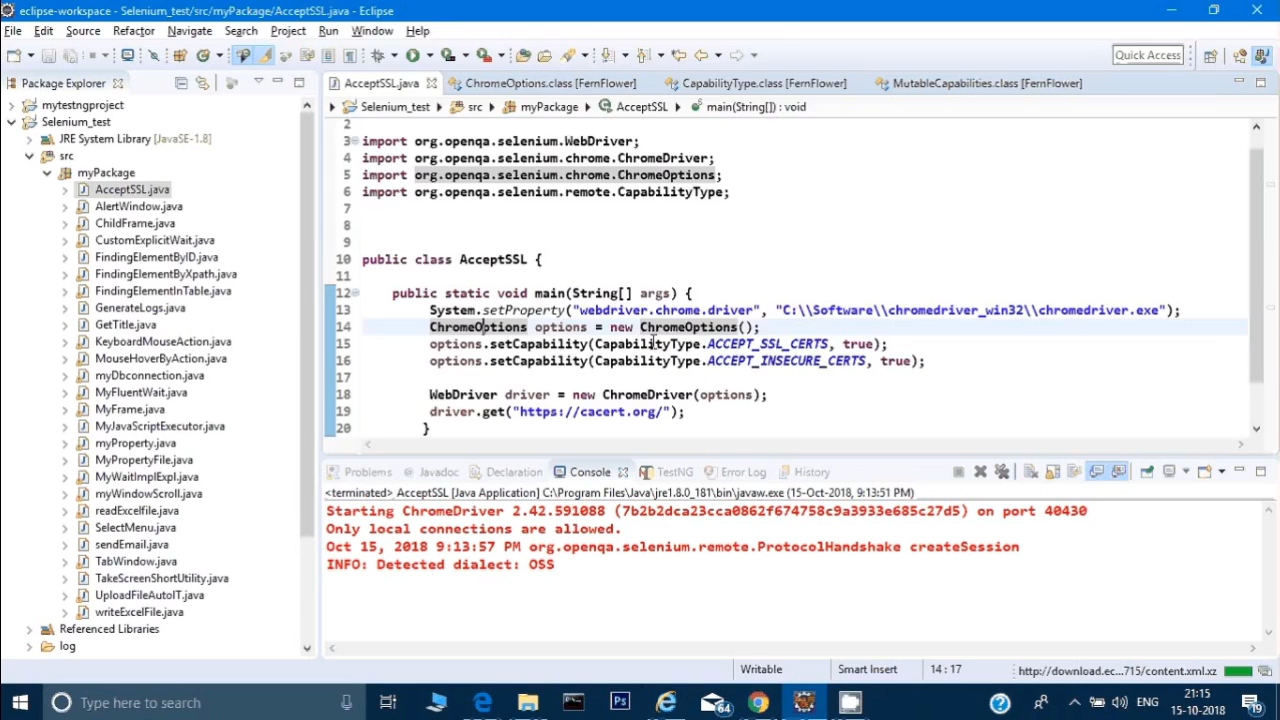 eclipse-workspace - Selenium_test/src/myPackage/AcceptSSL.java - Eclipse
File Edit Source Refactor Navigate Search Project Run Window Help
Quick Access
Package Explorer
mytestngproject
Selenium_test
JRE System Library [JavaSE-1.8]
src
myPackage
AcceptSSL.java
AlertWindow.java
ChildFrame.java
CustomExplicitWait.java
FindingElementByID.java
FindingElementByXpath.java
FindingElementInTable.java
GenerateLogs.java
GetTitle.java
KeyboardMouseAction.java
MouseHoverByAction.java
myDbconnection.java
MyFluentWait.java
MyFrame.java
MyJavaScriptExecutor.java
myProperty.java
MyPropertyFile.java
MyWaitImplExpl.java
myWindowScroll.java
readExcelfile.java
SelectMenu.java
sendEmail.java
TabWindow.java
TakeScreenShortUtility.java
UploadFileAutoIT.java
writeExcelFile.java
Referenced Libraries
log
AcceptSSL.java ChromeOptions.class [FernFlower] CapabilityType.class [FernFlower] MutableCapabilities.class [FernFlower]
Selenium_test src myPackage AcceptSSL main(String[]) : void
2
3 import org.openqa.selenium.WebDriver;
4 import org.openqa.selenium.chrome.ChromeDriver;
5 import org.openqa.selenium.chrome.ChromeOptions;
6 import org.openqa.selenium.remote.CapabilityType;
7
8
9
10 public class AcceptSSL {
11
12 public static void main(String[] args) {
13 System.setProperty("webdriver.chrome.driver", "C:\\Software\\chromedriver_win32\\chromedriver.exe");
14 ChromeOptions options = new ChromeOptions();
15 options.setCapability(CapabilityType.ACCEPT_SSL_CERTS, true);
16 options.setCapability(CapabilityType.ACCEPT_INSECURE_CERTS, true);
17
18 WebDriver driver = new ChromeDriver(options);
19 driver.get("https://cacert.org/");
20 }
Problems Javadoc Declaration Console TestNG Error Log History
<terminated> AcceptSSL [Java Application] C:\Program Files\Java\jre1.8.0_181\bin\javaw.exe (15-Oct-2018, 9:13:51 PM)
Starting ChromeDriver 2.42.591088 (7b2b2dca23cca0862f674758c9a3933e685c27d5) on port 40430
Only local connections are allowed.
Oct 15, 2018 9:13:57 PM org.openqa.selenium.remote.ProtocolHandshake createSession
INFO: Detected dialect: OSS
Writable Smart Insert 14 : 17 http://download.ec...715/content.xml.xz
Type here to search
Ps
64
ENG
21:15
15-10-2018
19